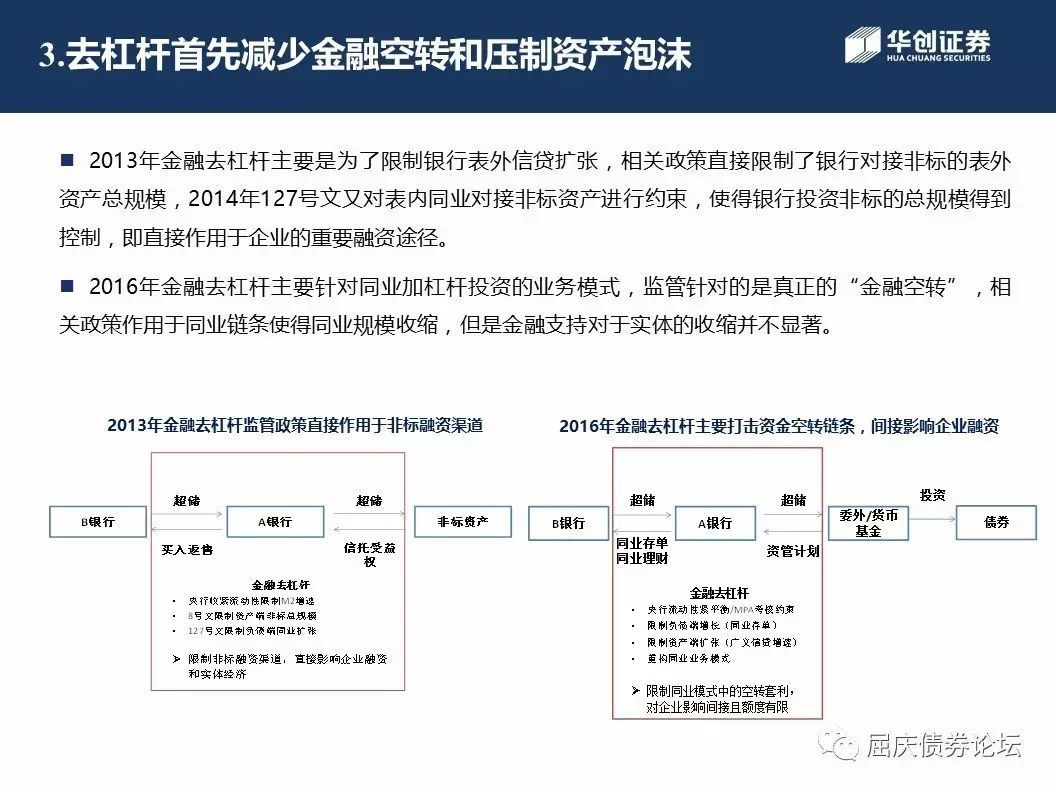 3.去杠杆首先减少金融空转和压制资产泡沫
华创证券
HUA CHUANG SECURITIES
■ 2013年金融去杠杆主要是为了限制银行表外信贷扩张，相关政策直接限制了银行对接非标的表外
资产总规模，2014年127号文又对表内同业对接非标资产进行约束，使得银行投资非标的总规模得到
控制，即直接作用于企业的重要融资途径。
■ 2016年金融去杠杆主要针对同业加杠杆投资的业务模式，监管针对的是真正的“金融空转”，相
关政策作用于同业链条使得同业规模收缩，但是金融支持对于实体的收缩并不显著。
2013年金融去杠杆监管政策直接作用于非标融资渠道
超储
超储
B银行
A银行
非标资产
买入返售
信托受益
权
金融去杠杆
• 央行收紧流动性限制M2增速
• 8号文限制资产端非标总规模
• 127号文限制负债端同业扩张
➢ 限制非标融资渠道，直接影响企业融资
和实体经济
2016年金融去杠杆主要打击资金空转链条，间接影响企业融资
超储
超储
投资
B银行
A银行
委外/货币
基金
债券
同业存单
同业理财
资管计划
金融去杠杆
• 央行流动性紧平衡/MPA考核约束
• 限制负债端增长（同业存单）
• 限制资产端扩张（广义信贷增速）
• 重构同业业务模式
➢ 限制同业模式中的空转套利，
对企业影响间接且额度有限
屈庆债券论坛